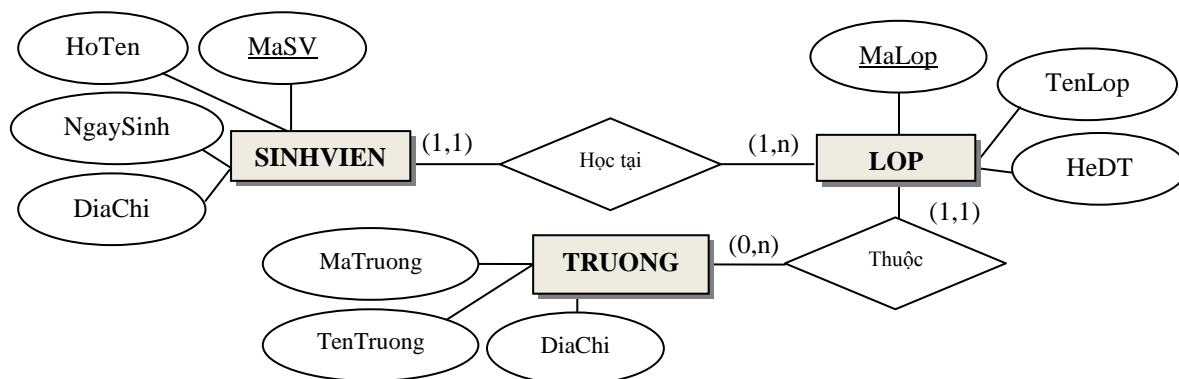 HoTen
MaSV
MaLop
TenLop
NgaySinh
SINHVIEN
(1,1)
Học tại
(1,n)
LOP
HeDT
DiaChi
(1,1)
MaTruong
TRUONG
(0,n)
Thuộc
TenTruong
DiaChi